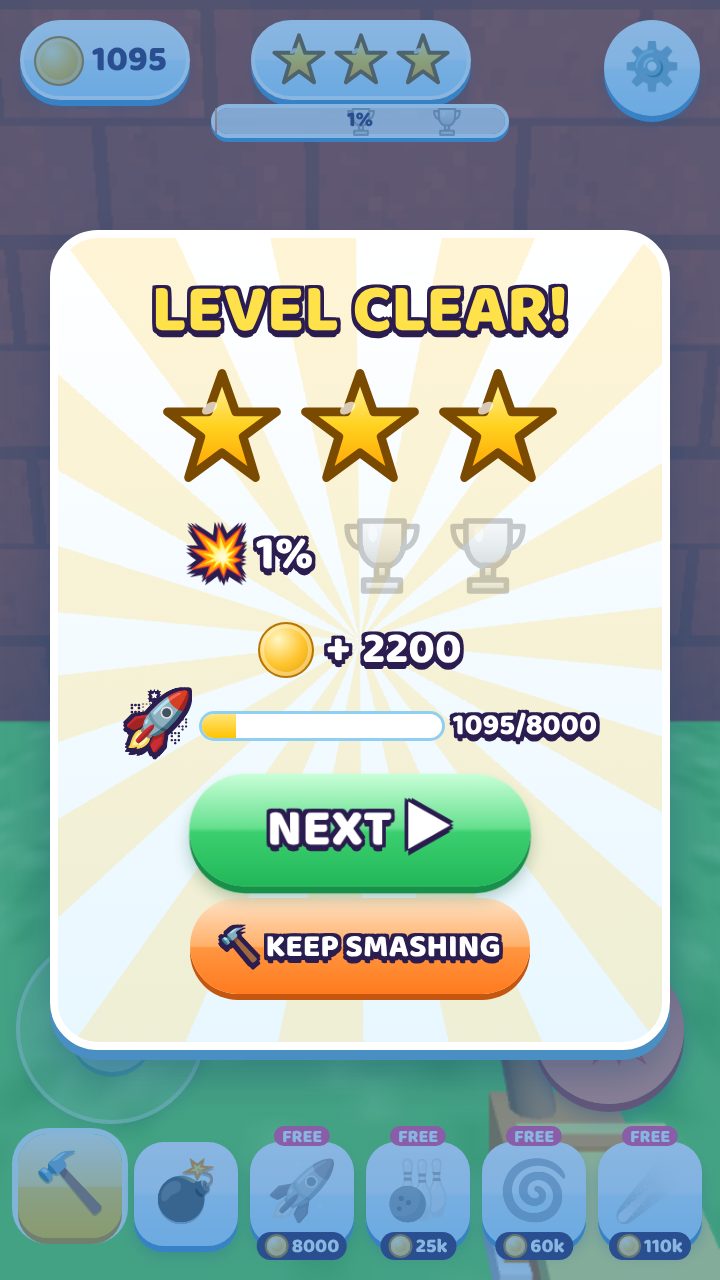 1095
1%
LEVEL CLEAR!
1%
+ 2200
1095/8000
NEXT
KEEP SMASHING
FREE FREE FREE FREE
8000 25k 60k 110k